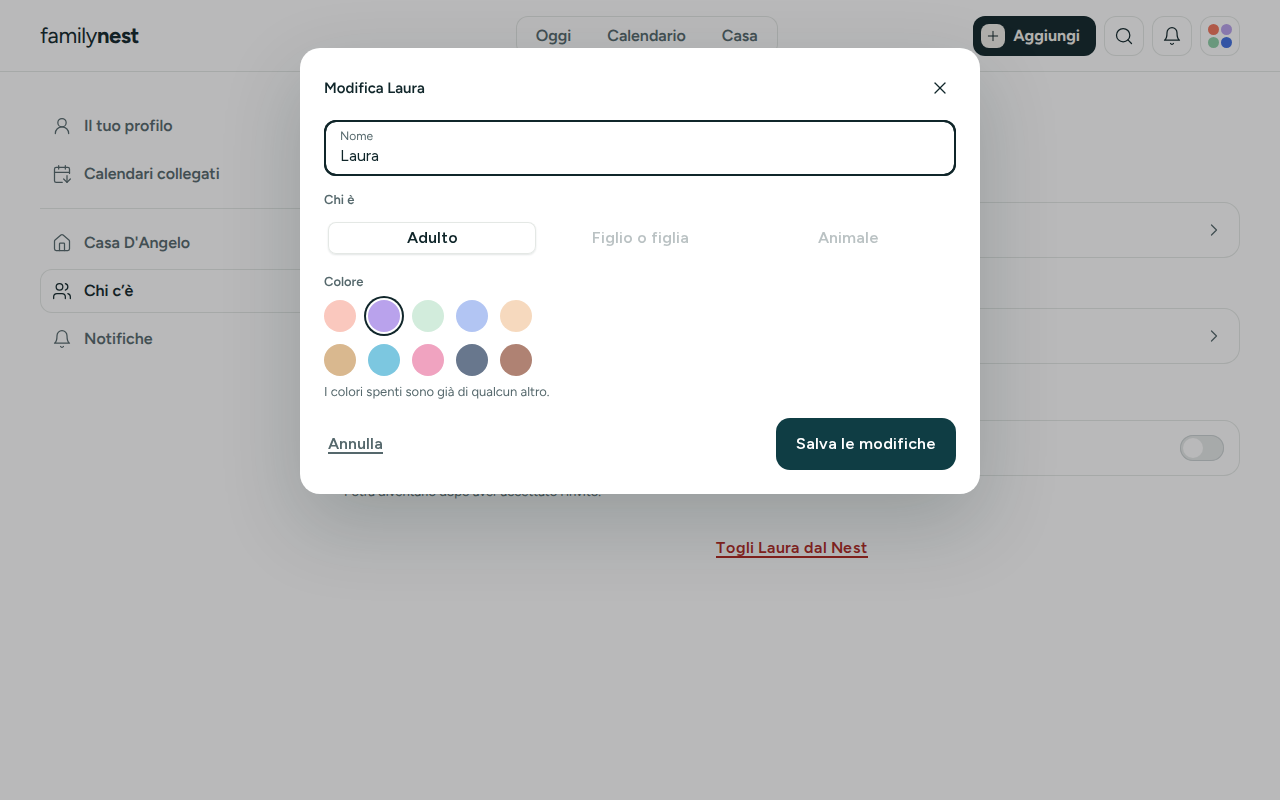 familynest
Oggi Calendario Casa
Aggiungi
Il tuo profilo
Calendari collegati
Casa D'Angelo
Chi c'è
Notifiche
Modifica Laura
Nome
Laura
Chi è
Adulto Figlio o figlia Animale
Colore
I colori spenti sono già di qualcun altro.
Annulla Salva le modifiche
Togli Laura dal Nest